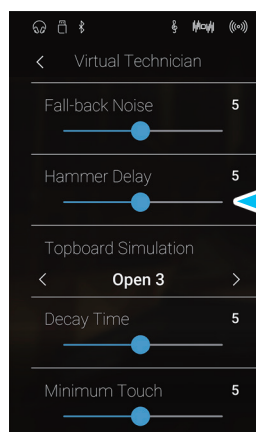 < Virtual Technician
Fall-back Noise 5
Hammer Delay 5
Topboard Simulation
< Open 3 >
Decay Time 5
Minimum Touch 5